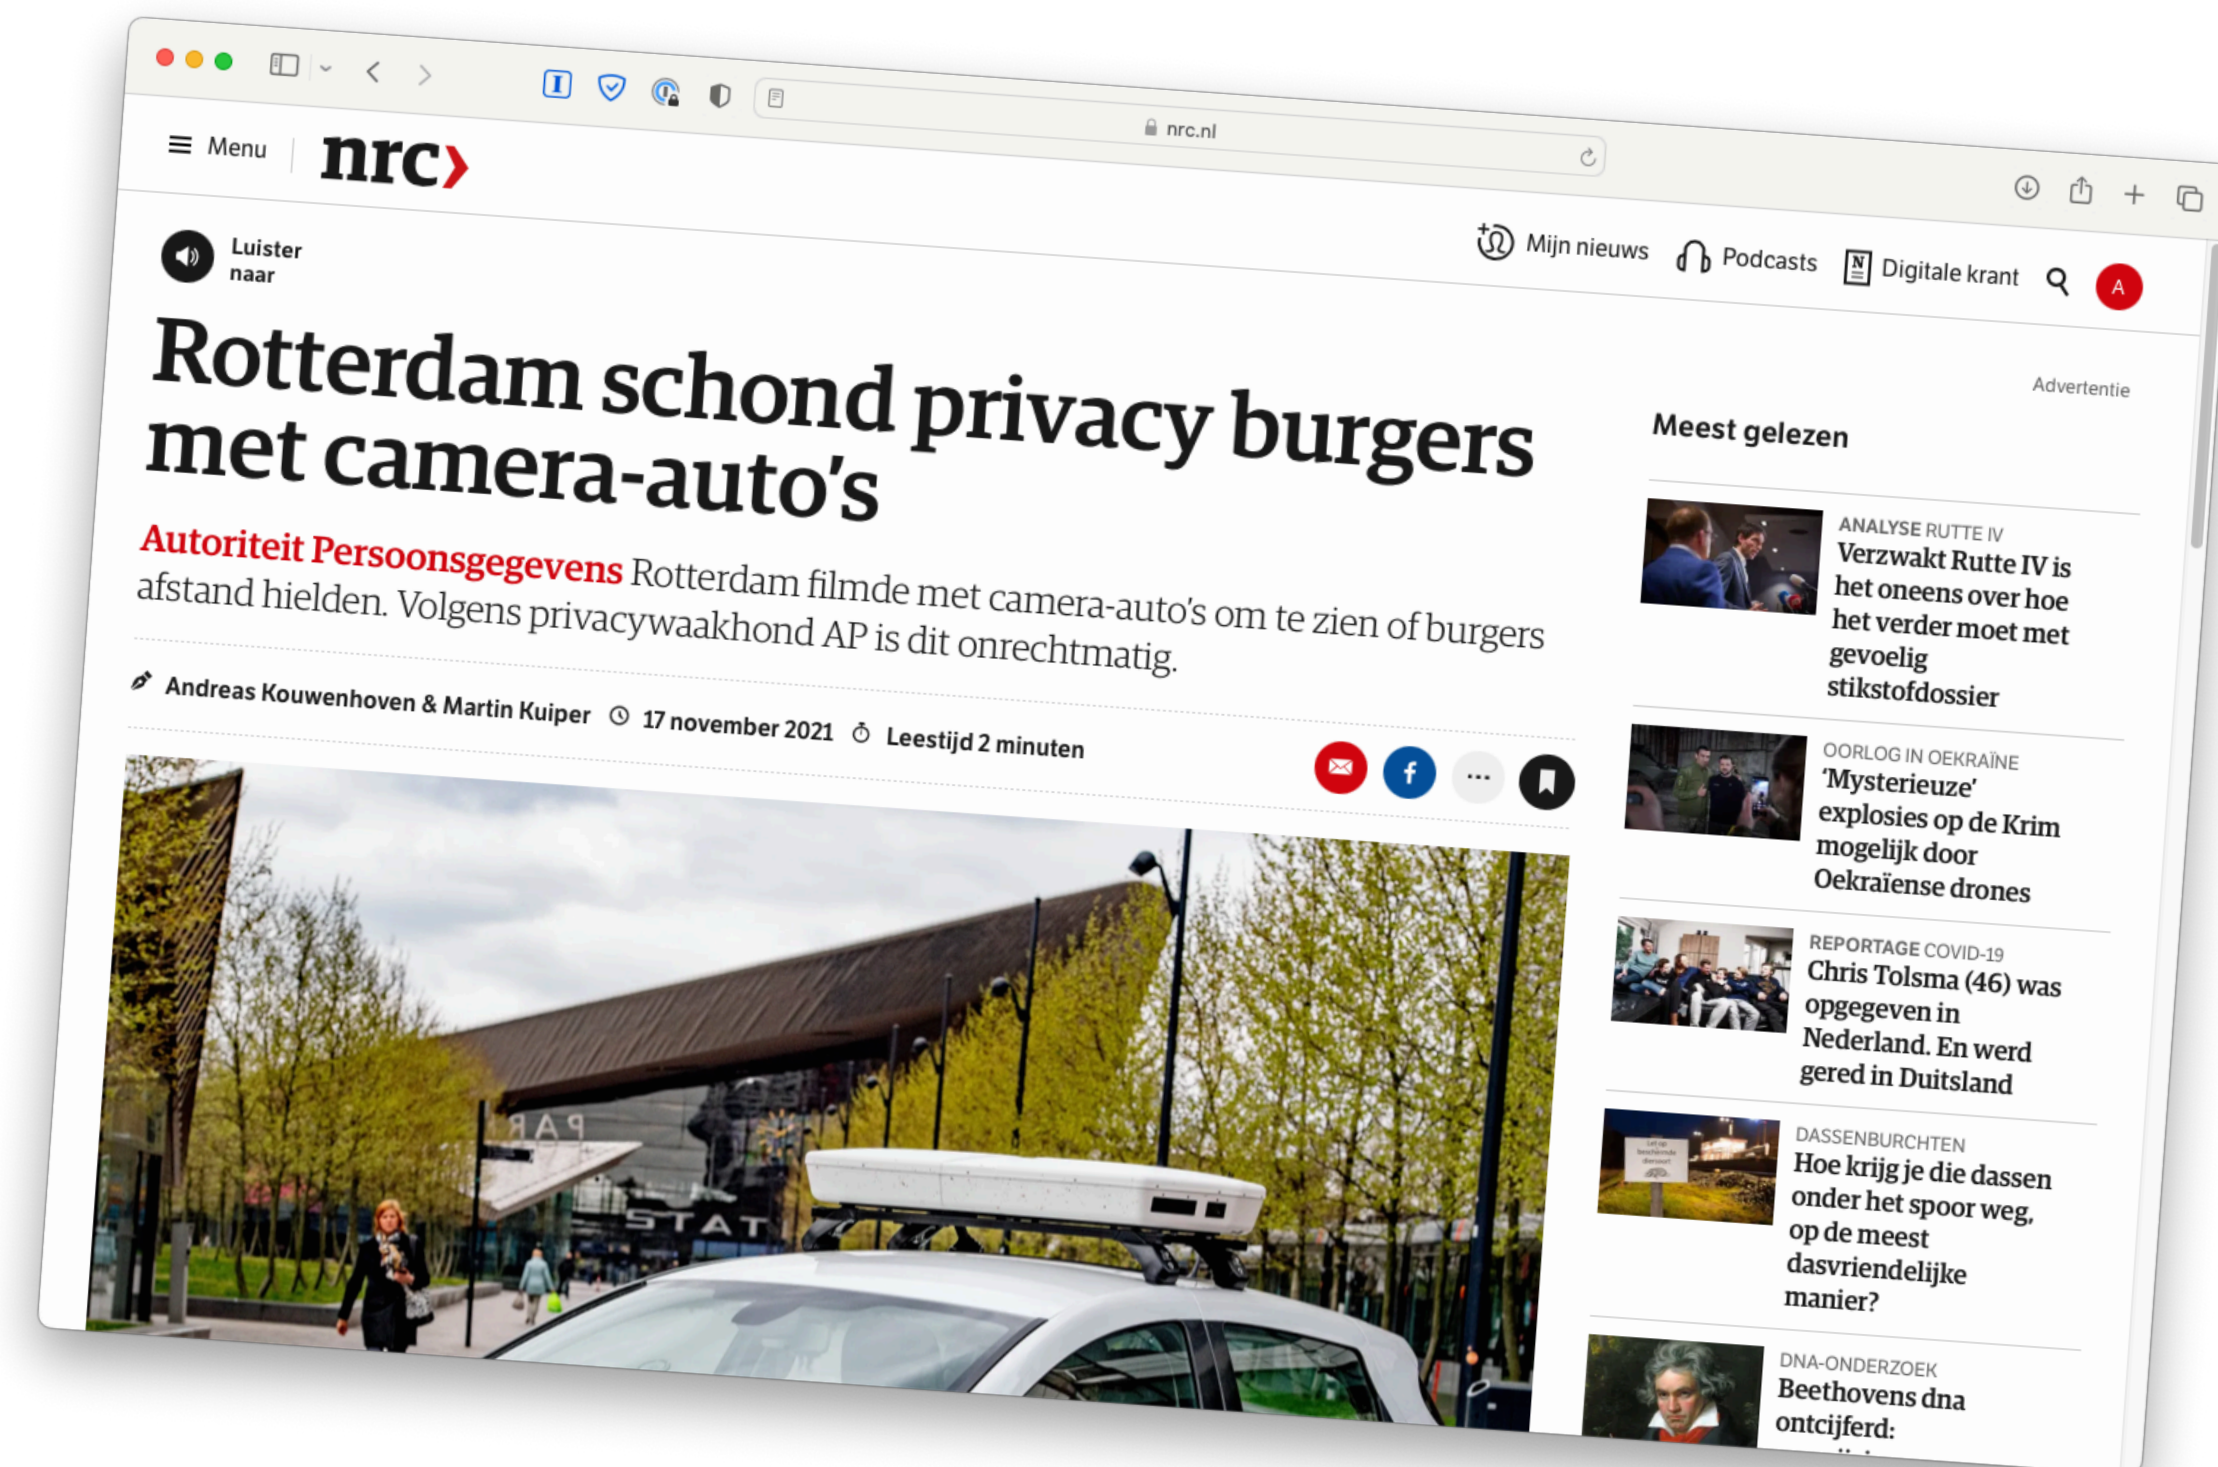 nrc.nl
Menu
nrc
Mijn nieuws
Podcasts
Digitale krant
A
Luister
naar
Rotterdam schond privacy burgers
met camera-auto's
Autoriteit Persoonsgegevens Rotterdam filmde met camera-auto's om te zien of burgers
afstand hielden. Volgens privacywaakhond AP is dit onrechtmatig.
Andreas Kouwenhoven & Martin Kuiper 17 november 2021 Leestijd 2 minuten
PAR
STAT
Advertentie
Meest gelezen
ANALYSE RUTTE IV
Verzwakt Rutte IV is
het oneens over hoe
het verder moet met
gevoelig
stikstofdossier
OORLOG IN OEKRAÏNE
‘Mysterieuze’
explosies op de Krim
mogelijk door
Oekraïense drones
REPORTAGE COVID-19
Chris Tolsma (46) was
opgegeven in
Nederland. En werd
gered in Duitsland
Let op
beschermde
diersoort
DASSENBURCHTEN
Hoe krijg je die dassen
onder het spoor weg,
op de meest
dasvriendelijke
manier?
DNA-ONDERZOEK
Beethovens dna
ontcijferd: